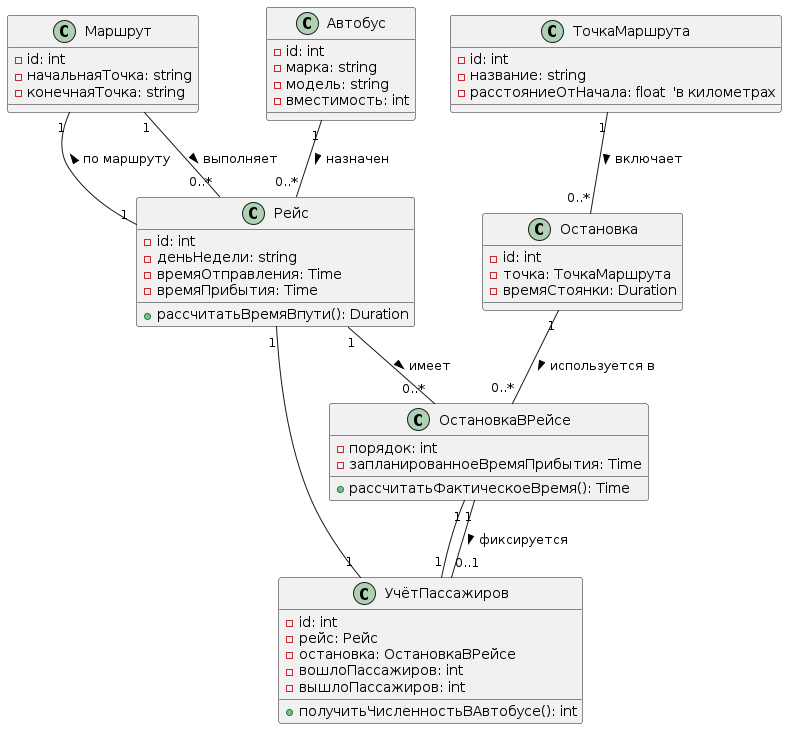 C Маршрут
id: int
начальнаяТочка: string
конечнаяТочка: string
C Автобус
id: int
марка: string
модель: string
вместимость: int
C ТочкаМаршрута
id: int
название: string
расстояниеОтНачала: float 'в километрах
1
1
1
1
по маршруту
выполняет
назначен
включает
1
0..*
0..*
0..*
C Рейс
id: int
деньНедели: string
времяОтправления: Time
времяПрибытия: Time
рассчитатьВремяВпути(): Duration
C Остановка
id: int
точка: ТочкаМаршрута
времяСтоянки: Duration
1
1
1
имеет
используется в
0..*
0..*
C ОстановкаВРейсе
порядок: int
запланированноеВремяПрибытия: Time
рассчитатьФактическоеВремя(): Time
1
1
фиксируется
1
1
0..1
C УчётПассажиров
id: int
рейс: Рейс
остановка: ОстановкаВРейсе
вошлоПассажиров: int
вышлоПассажиров: int
получитьЧисленностьВАвтобусе(): int